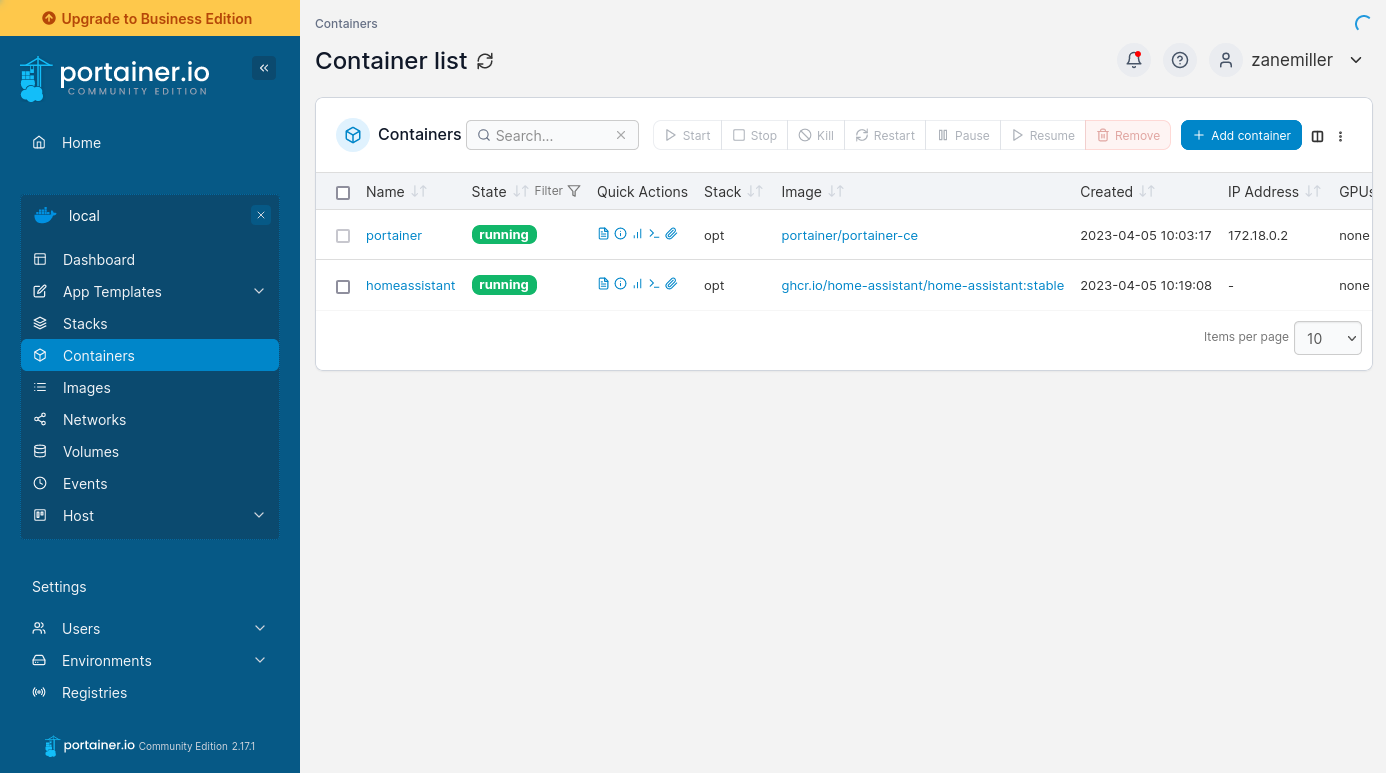 Upgrade to Business Edition
portainer.io
COMMUNITY EDITION
Home
local
Dashboard
App Templates
Stacks
Containers
Images
Networks
Volumes
Events
Host
Settings
Users
Environments
Registries
portainer.io Community Edition 2.17.1
Containers
Container list
zanemiller
Containers Search... Start Stop Kill Restart Pause Resume Remove Add container
Name State Filter Quick Actions Stack Image Created IP Address GPUs
portainer running opt portainer/portainer-ce 2023-04-05 10:03:17 172.18.0.2 none
homeassistant running opt ghcr.io/home-assistant/home-assistant:stable 2023-04-05 10:19:08 - none
Items per page 10